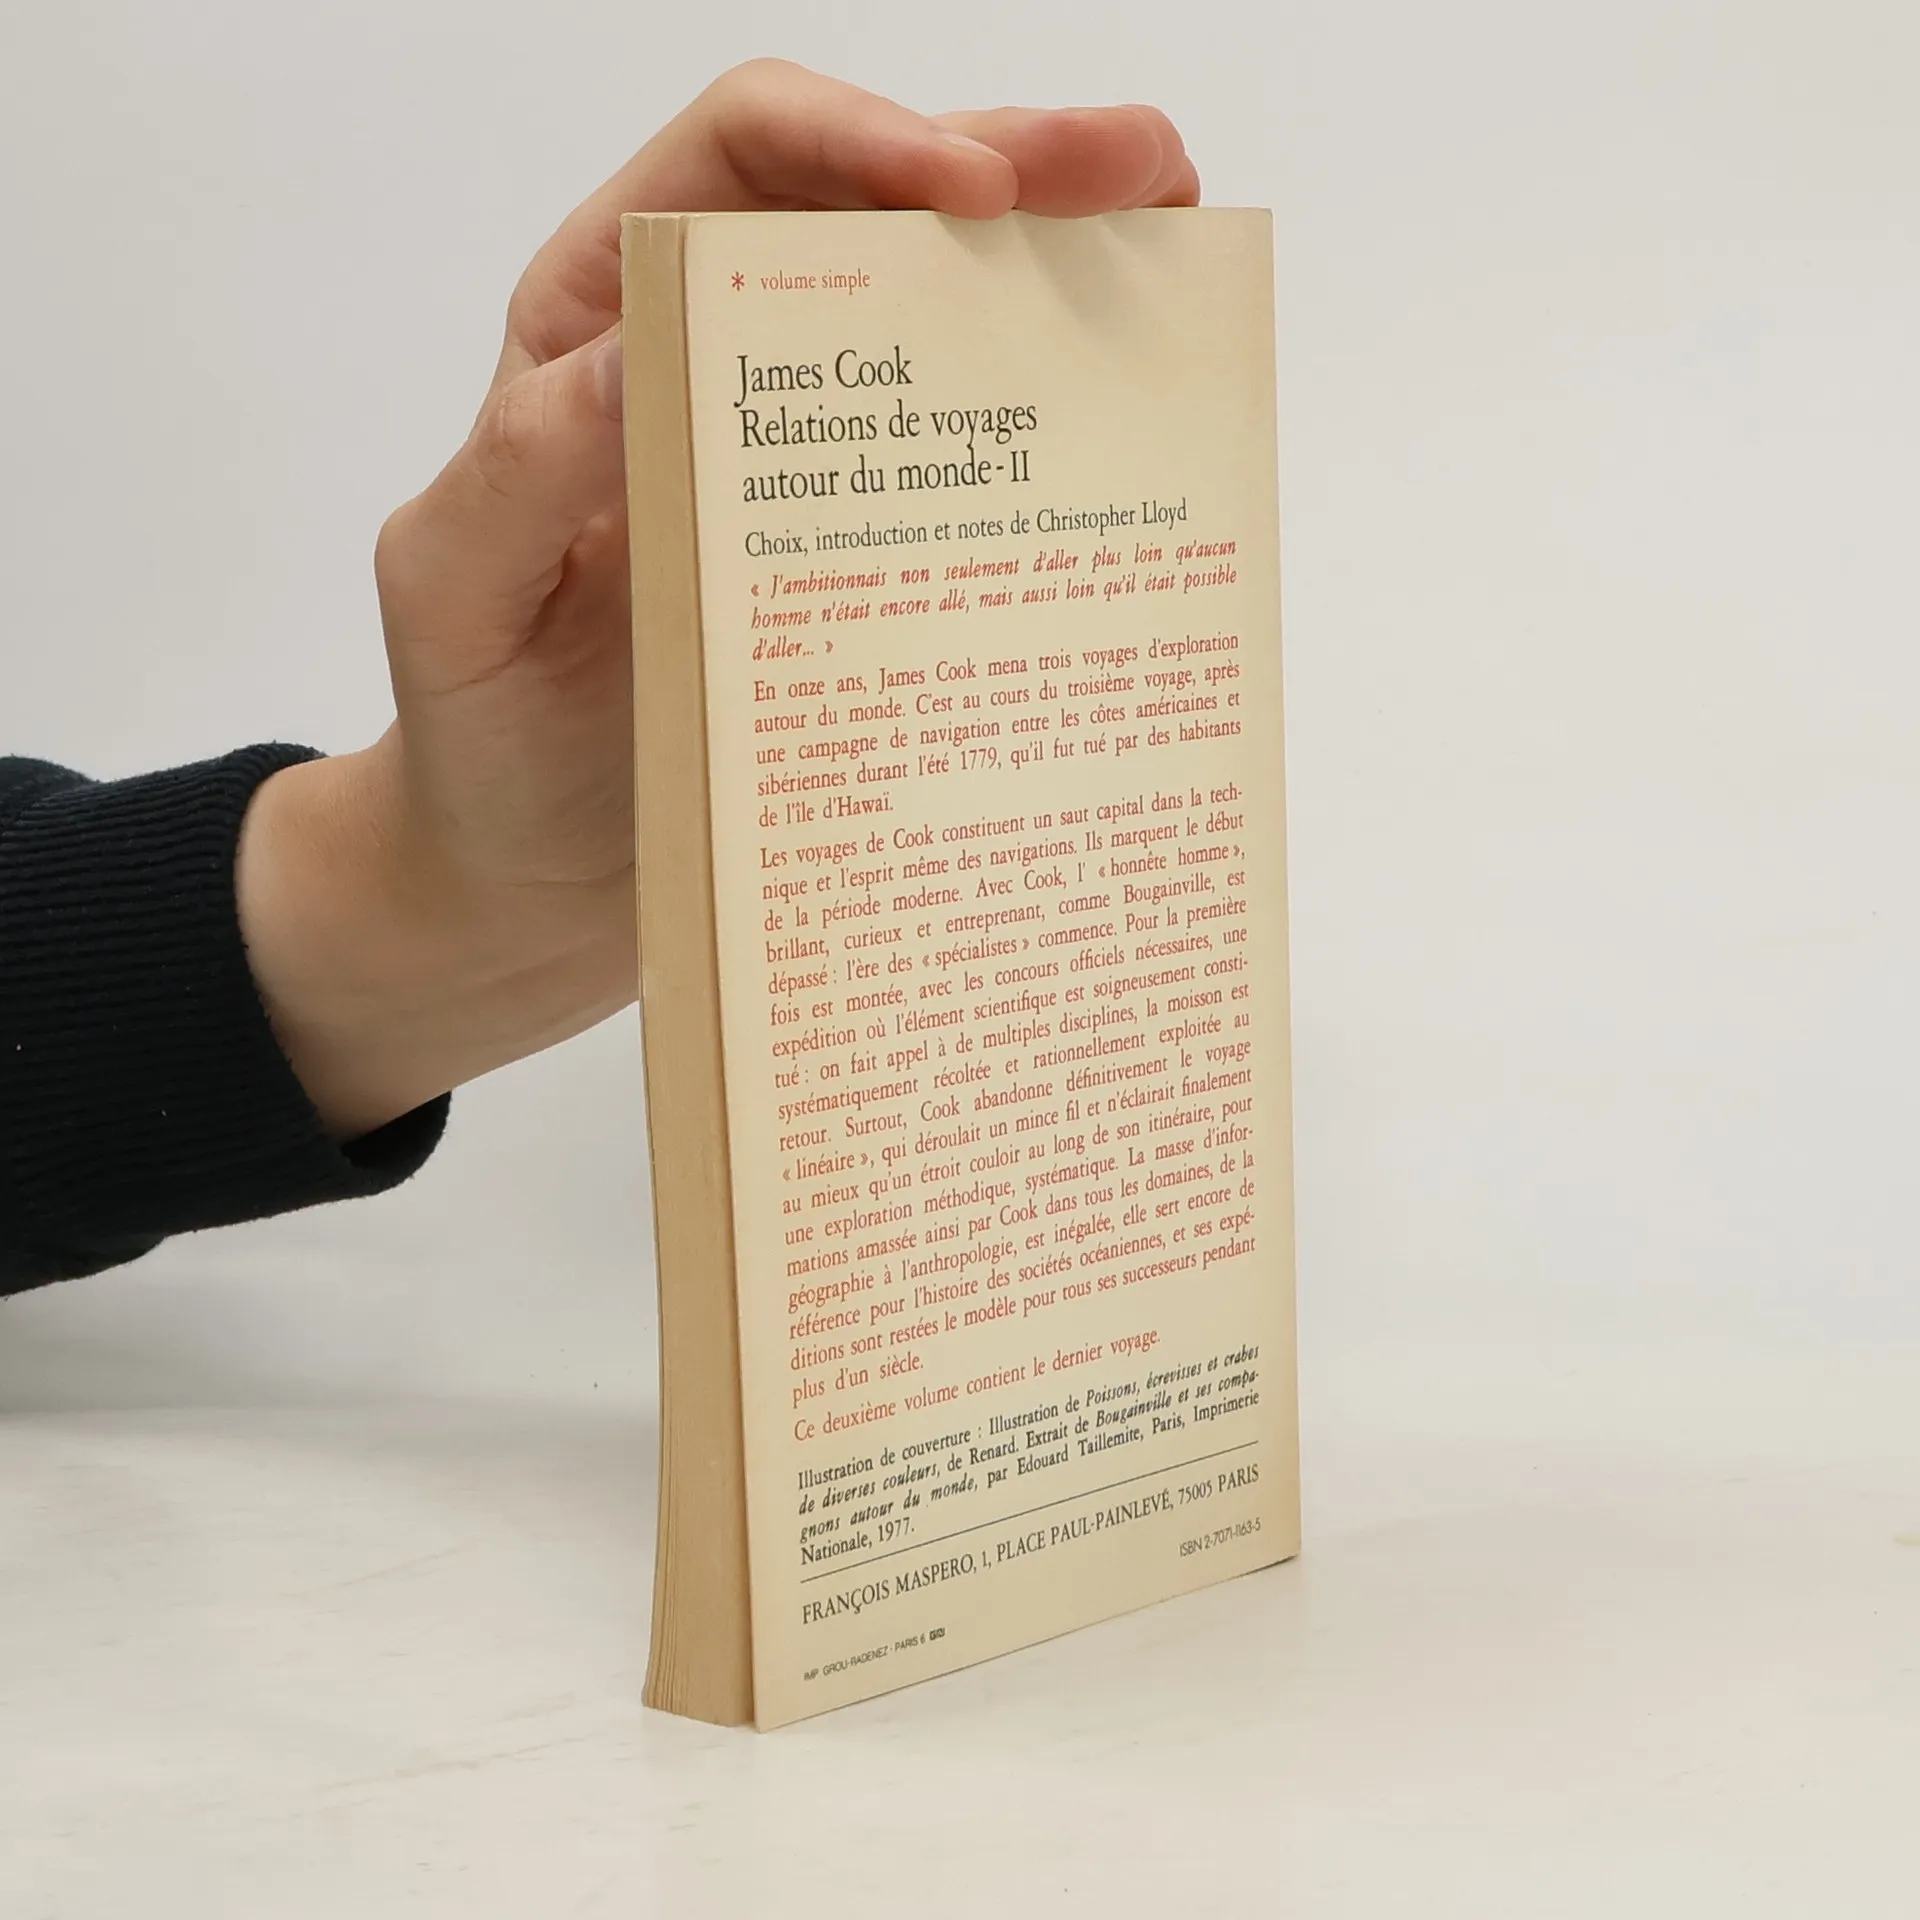 * volume simple
James Cook
Relations de voyages
autour du monde-II
Choix, introduction et notes de Christopher Lloyd
« J'ambitionnais non seulement d'aller plus loin qu'aucun
homme n'était encore allé, mais aussi loin qu'il était possible
d'aller... »
En onze ans, James Cook mena trois voyages d'exploration
autour du monde. C'est au cours du troisième voyage, après
une campagne de navigation entre les côtes américaines et
sibériennes durant l'été 1779, qu'il fut tué par des habitants
de l'île d'Hawaï.
Les voyages de Cook constituent un saut capital dans la tech-
nique et l'esprit même des navigations. Ils marquent le début
de la période moderne. Avec Cook, l' « honnête homme »,
brillant, curieux et entreprenant, comme Bougainville, est
dépassé : l'ère des « spécialistes » commence. Pour la première
fois est montée, avec les concours officiels nécessaires, une
expédition où l'élément scientifique est soigneusement consti-
tué : on fait appel à de multiples disciplines, la moisson est
systématiquement récoltée et rationnellement exploitée au
retour. Surtout, Cook abandonne définitivement le voyage
« linéaire », qui déroulait un mince fil et n'éclairait finalement
au mieux qu'un étroit couloir au long de son itinéraire, pour
une exploration méthodique, systématique. La masse d'infor-
mations amassée ainsi par Cook dans tous les domaines, de la
géographie à l'anthropologie, est inégalée, elle sert encore de
référence pour l'histoire des sociétés océaniennes, et ses expé-
ditions sont restées le modèle pour tous ses successeurs pendant
plus d'un siècle.
Ce deuxième volume contient le dernier voyage.
Illustration de couverture : Illustration de Poissons, écrevisses et crabes
de diverses couleurs, de Renard. Extrait de Bougainville et ses compa-
gnons autour du monde, par Edouard Taillemite, Paris, Imprimerie
Nationale, 1977.
FRANÇOIS MASPERO, 1, PLACE PAUL-PAINLEVÉ, 75005 PARIS
ISBN 2-7071-1163-5
IMP GROU-RADENEZ - PARIS 6